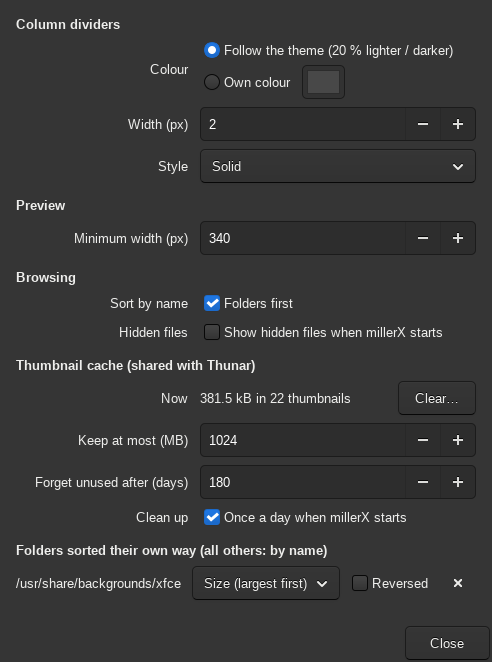 Column dividers
Colour
Follow the theme (20 % lighter / darker)
Own colour
Width (px) 2
Style Solid
Preview
Minimum width (px) 340
Browsing
Sort by name Folders first
Hidden files Show hidden files when millerX starts
Thumbnail cache (shared with Thunar)
Now 381.5 kB in 22 thumbnails Clear...
Keep at most (MB) 1024
Forget unused after (days) 180
Clean up Once a day when millerX starts
Folders sorted their own way (all others: by name)
/usr/share/backgrounds/xfce Size (largest first) Reversed
Close